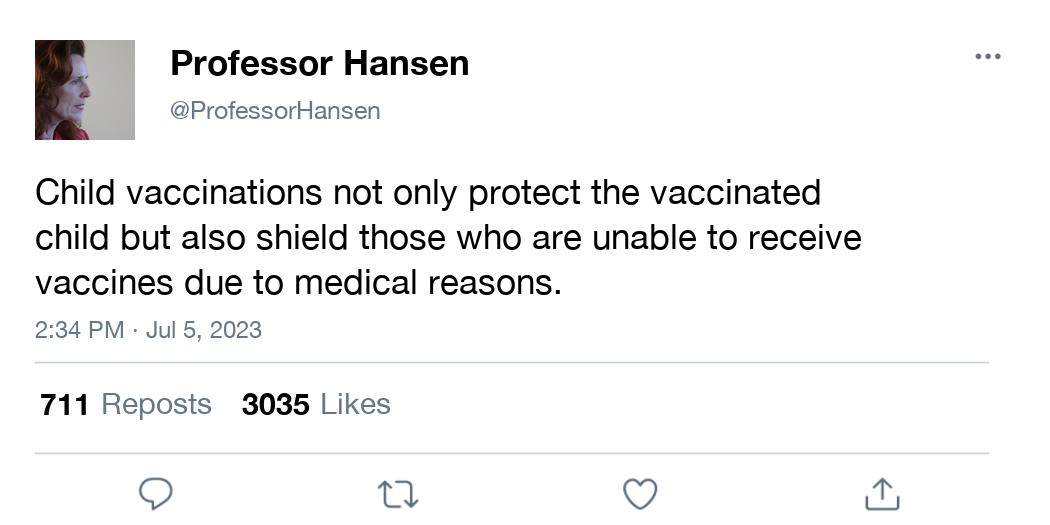 Professor Hansen
@ProfessorHansen
Child vaccinations not only protect the vaccinated
child but also shield those who are unable to receive
vaccines due to medical reasons.
2:34 PM · Jul 5, 2023
711 Reposts 3035 Likes